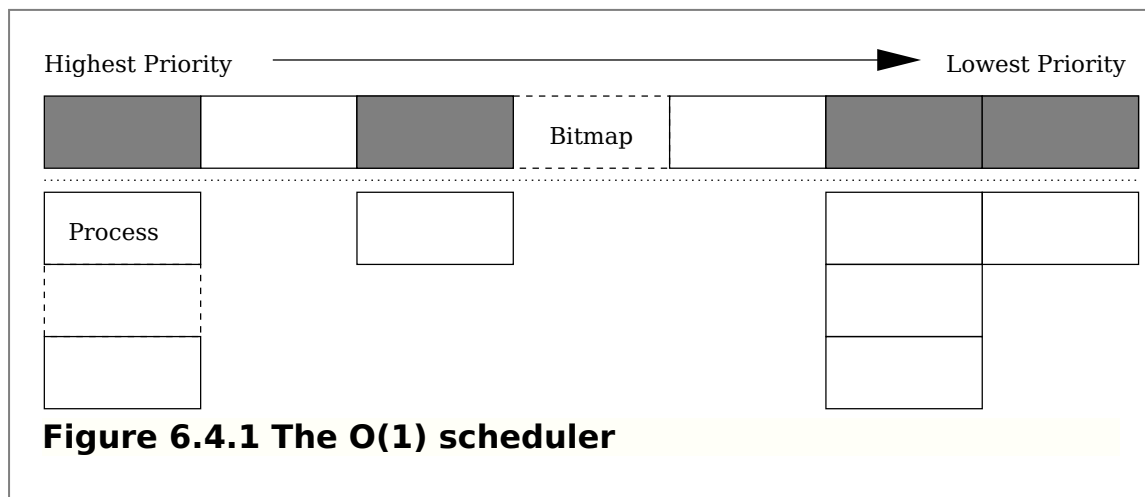 Highest Priority
Lowest Priority
Bitmap
Process
Figure 6.4.1 The O(1) scheduler